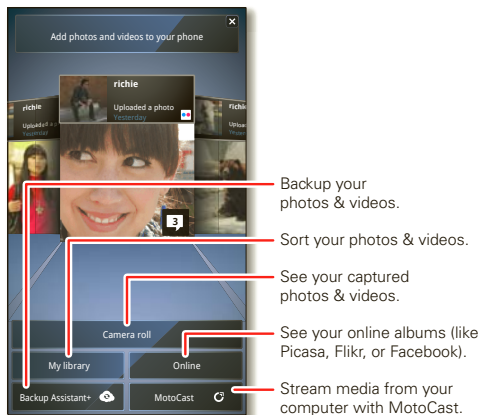 Add photos and videos to your phone
richie
Uploaded a photo
Yesterday
richie
Uploaded a
Yesterday
richie
3
Camera roll
My library
Online
Backup Assistant+
MotoCast
Backup your
photos & videos.
Sort your photos & videos.
See your captured
photos & videos.
See your online albums (like
Picasa, Flikr, or Facebook).
Stream media from your
computer with MotoCast.